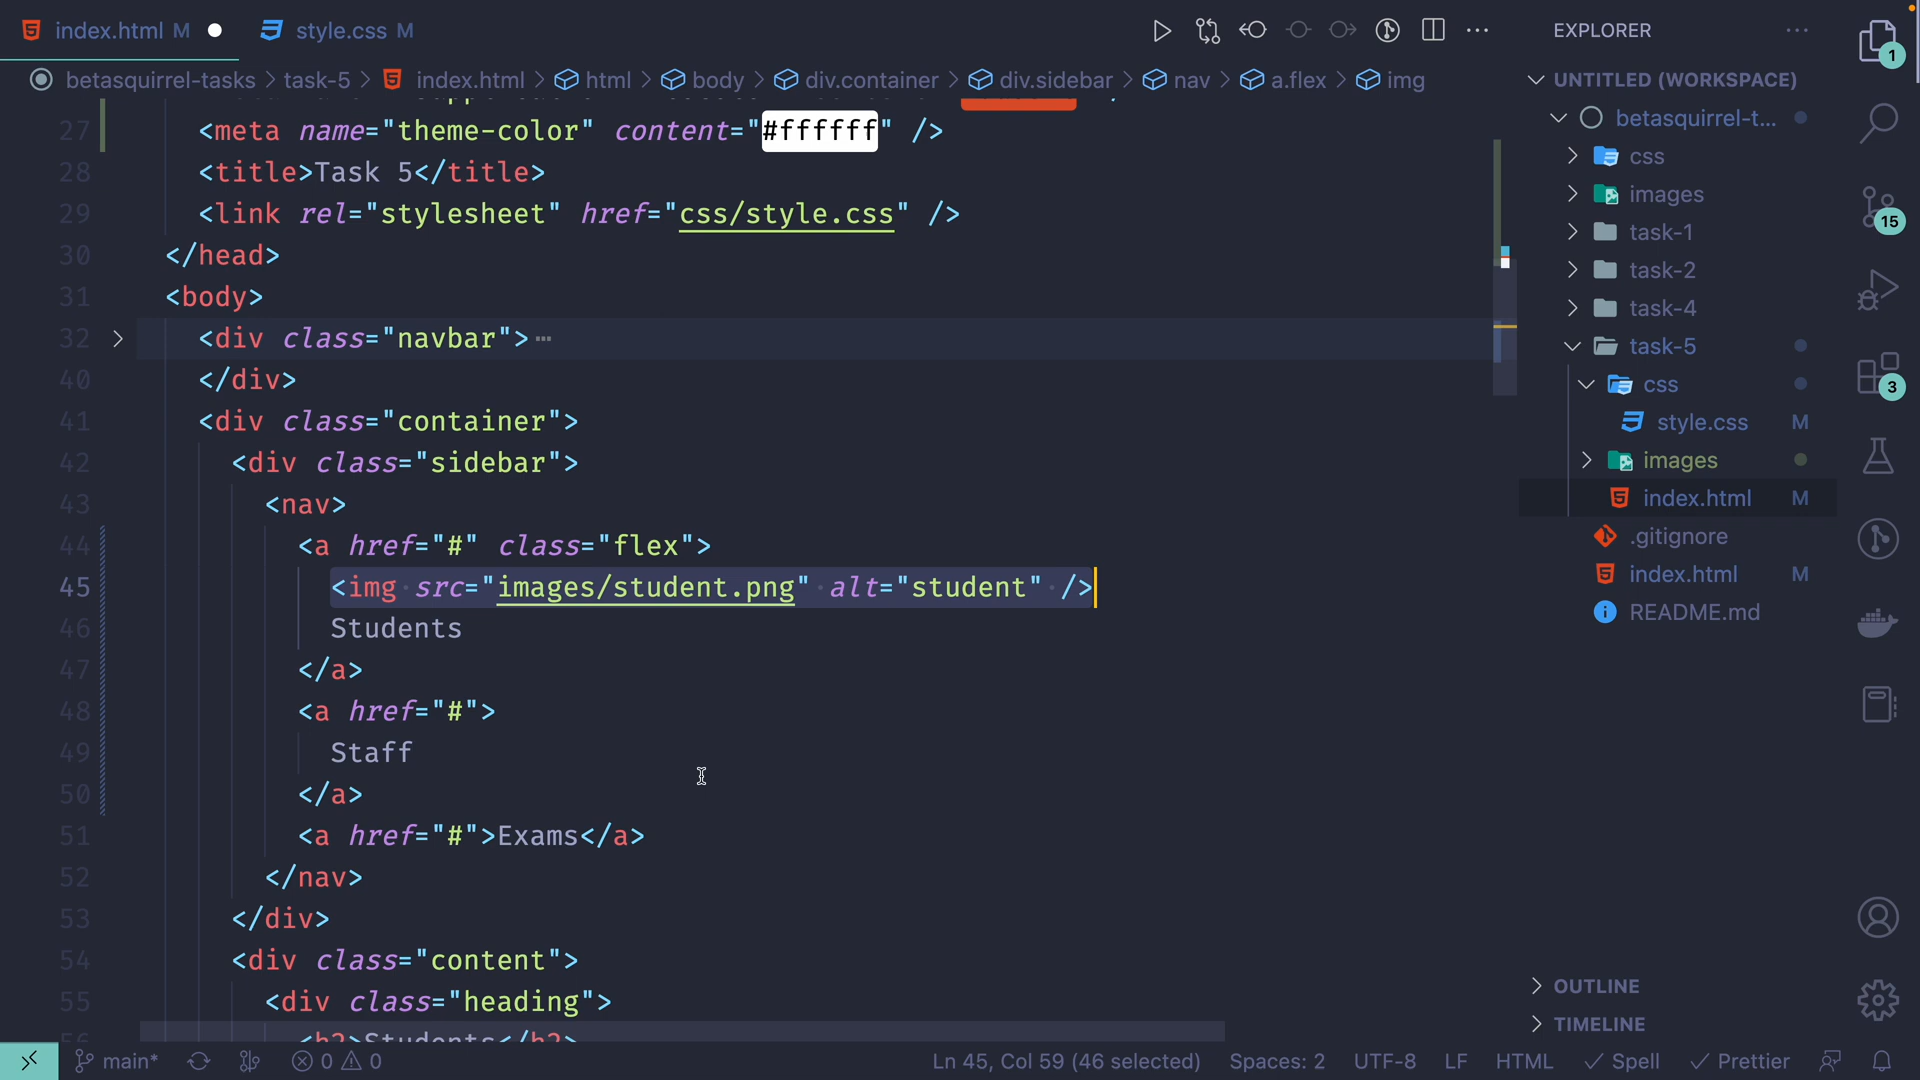 index.html M
style.css M
EXPLORER
betasquirrel-tasks > task-5 > index.html > html > body > div.container > div.sidebar > nav > a.flex > img
27 <meta name="theme-color" content="#ffffff" />
28 <title>Task 5</title>
29 <link rel="stylesheet" href="css/style.css" />
30 </head>
31 <body>
32 <div class="navbar">…
40 </div>
41 <div class="container">
42 <div class="sidebar">
43 <nav>
44 <a href="#" class="flex">
45 <img src="images/student.png" alt="student" />
46 Students
47 </a>
48 <a href="#">
49 Staff
50 </a>
51 <a href="#">Exams</a>
52 </nav>
53 </div>
54 <div class="content">
55 <div class="heading">
<h2>Students</h2>
UNTITLED (WORKSPACE)
betasquirrel-t...
css
images
task-1
task-2
task-4
task-5
css
style.css M
images
index.html M
.gitignore
index.html M
README.md
OUTLINE
TIMELINE
1
15
3
main* 0 0 Ln 45, Col 59 (46 selected) Spaces: 2 UTF-8 LF HTML Spell Prettier